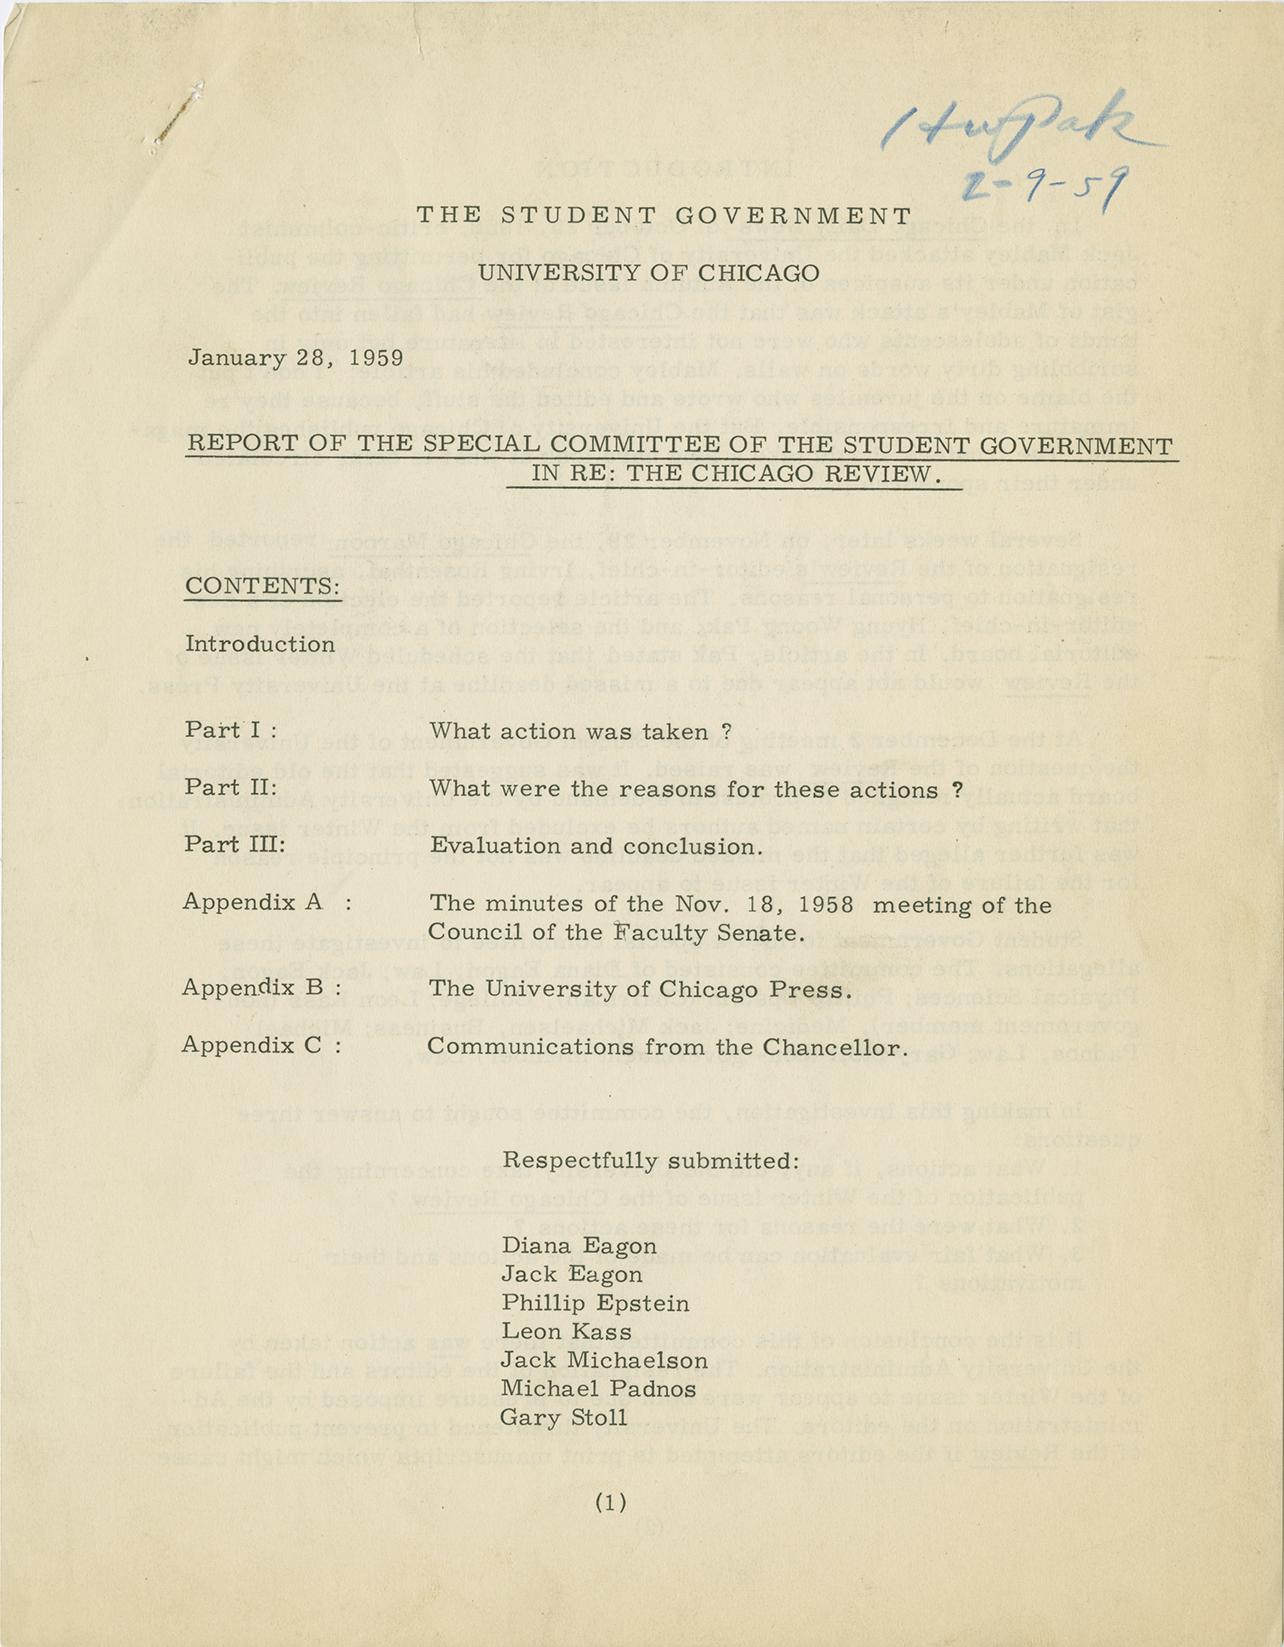 HwPak
2-9-59
THE STUDENT GOVERNMENT
UNIVERSITY OF CHICAGO
January 28, 1959
REPORT OF THE SPECIAL COMMITTEE OF THE STUDENT GOVERNMENT
IN RE: THE CHICAGO REVIEW.
CONTENTS:
Introduction
Part I : What action was taken ?
Part II: What were the reasons for these actions ?
Part III: Evaluation and conclusion.
Appendix A : The minutes of the Nov. 18, 1958 meeting of the
Council of the Faculty Senate.
Appendix B : The University of Chicago Press.
Appendix C : Communications from the Chancellor.
Respectfully submitted:
Diana Eagon
Jack Eagon
Phillip Epstein
Leon Kass
Jack Michaelson
Michael Padnos
Gary Stoll
(1)